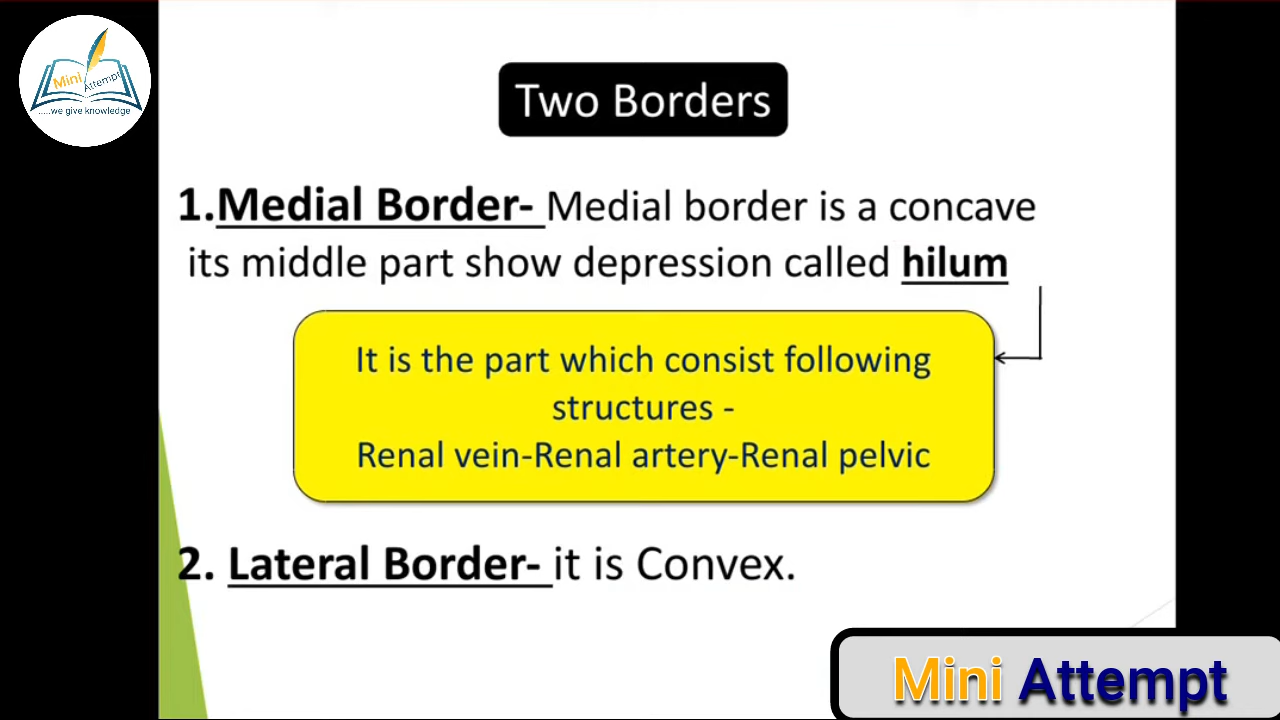 Mini Attempt
.....we give knowledge
Two Borders
1.Medial Border- Medial border is a concave
its middle part show depression called hilum
It is the part which consist following
structures -
Renal vein-Renal artery-Renal pelvic
2. Lateral Border- it is Convex.
Mini Attempt